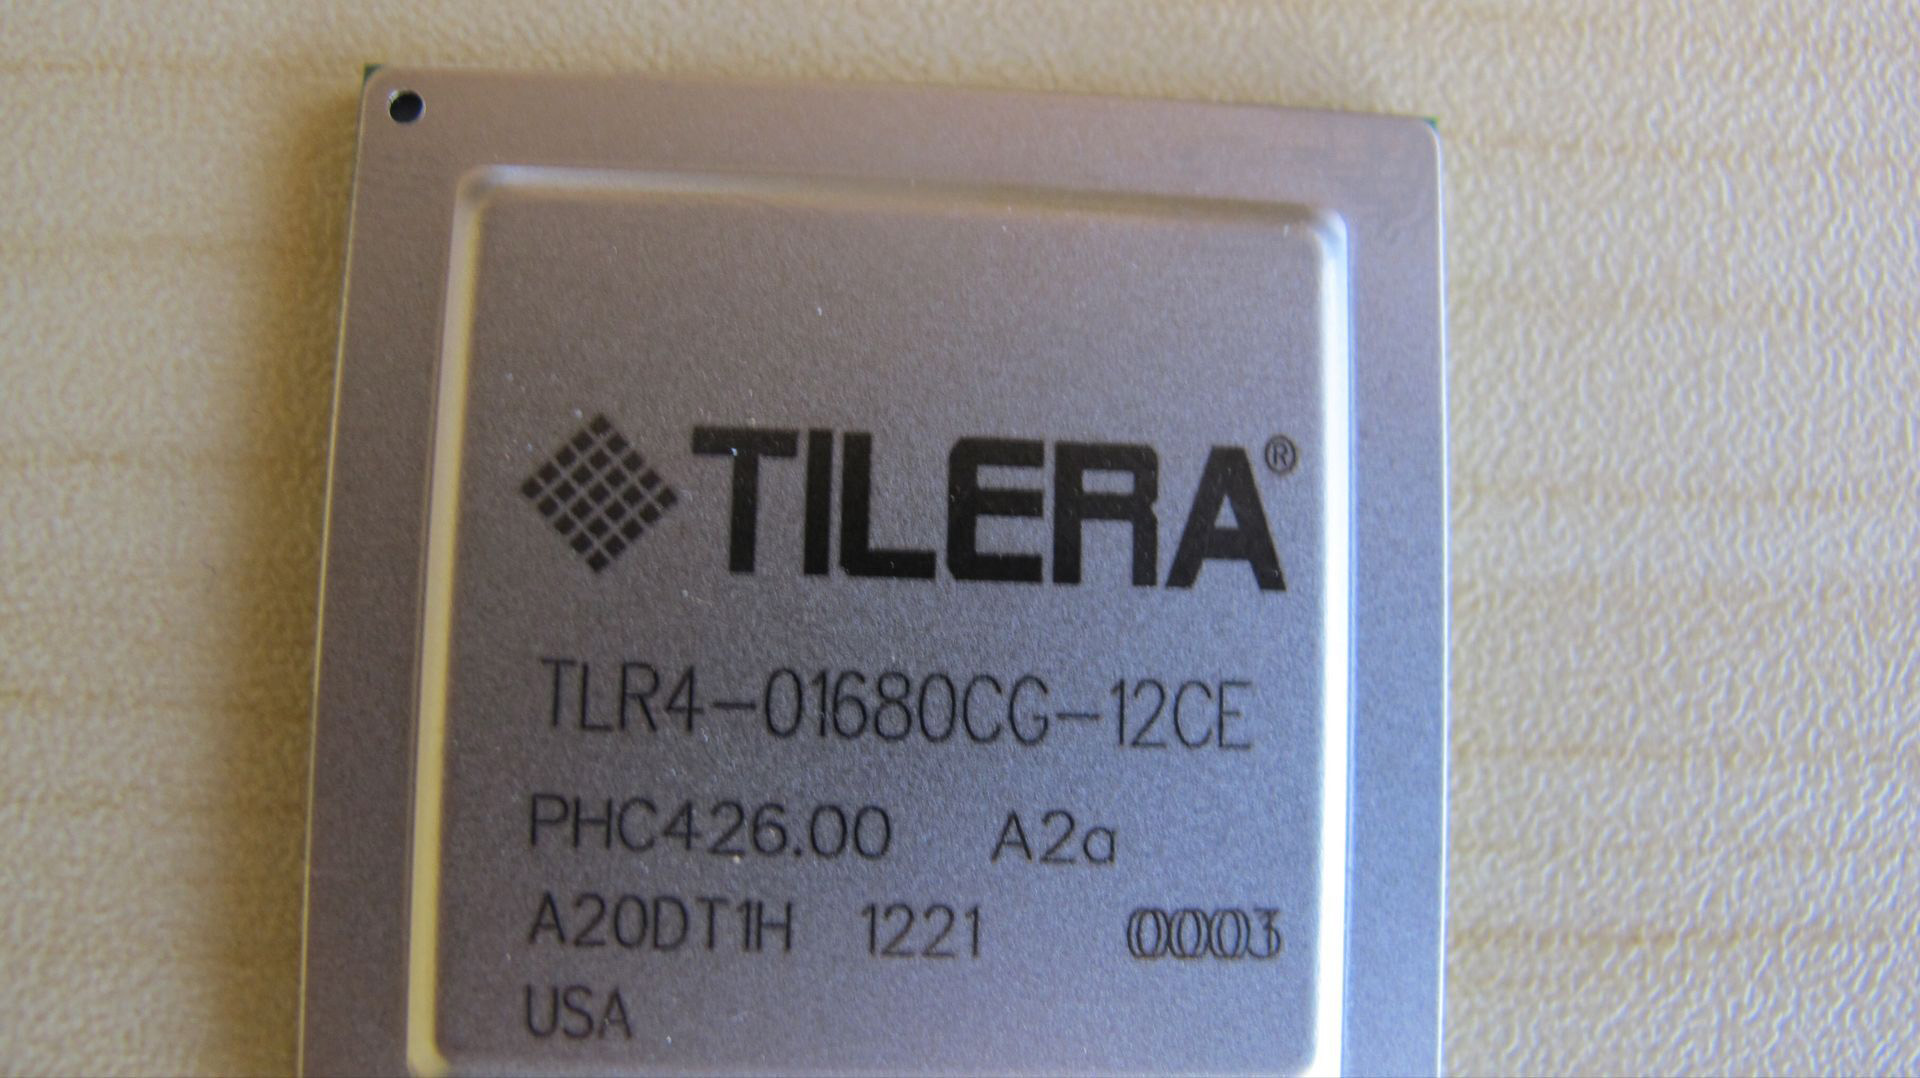 TILERA®
TLR4-01680CG-12CE
PHC426.00 A2a
A20DT1H 1221 0003
USA